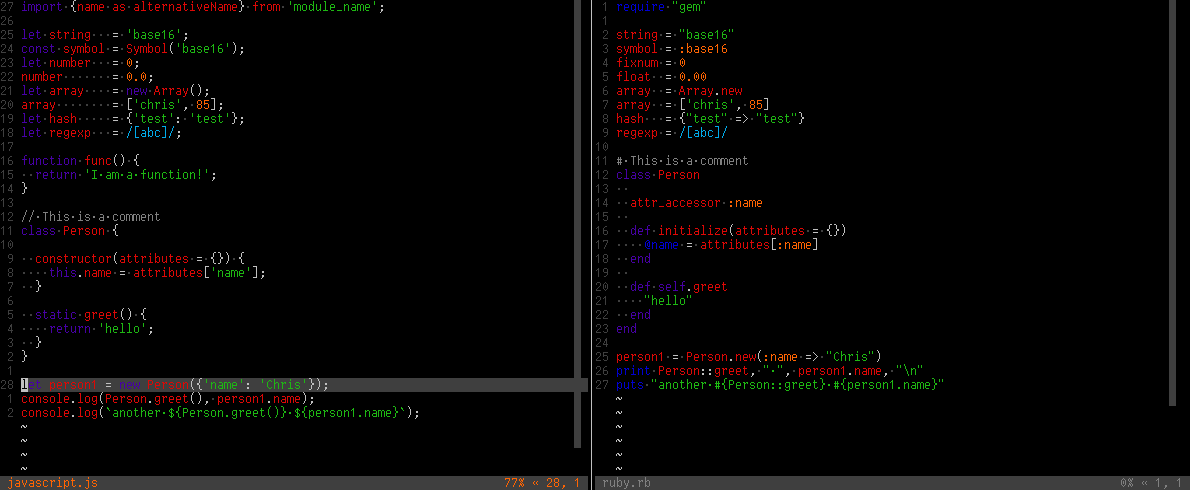 27 import {name as alternativeName} from 'module_name';
26
25 let string   = 'base16';
24 const symbol = Symbol('base16');
23 let number   = 0;
22 number       = 0.0;
21 let array    = new Array();
20 array        = ['chris', 85];
19 let hash     = {'test': 'test'};
18 let regexp   = /[abc]/;
17
16 function func() {
15   return 'I am a function!';
14 }
13
12 // This is a comment
11 class Person {
10
9   constructor(attributes = {}) {
8     this.name = attributes['name'];
7   }
6
5   static greet() {
4     return 'hello';
3   }
2 }
1
28 let person1 = new Person({'name': 'Chris'});
1 console.log(Person.greet(), person1.name);
2 console.log(`another ${Person.greet()} ${person1.name}`);
~
~
~
~
javascript.js 77% « 28, 1
1 require "gem"
1
2 string = "base16"
3 symbol = :base16
4 fixnum = 0
5 float  = 0.00
6 array  = Array.new
7 array  = ['chris', 85]
8 hash   = {"test" => "test"}
9 regexp = /[abc]/
10
11 # This is a comment
12 class Person
13
14   attr_accessor :name
15
16   def initialize(attributes = {})
17     @name = attributes[:name]
18   end
19
20   def self.greet
21     "hello"
22   end
23 end
24
25 person1 = Person.new(:name => "Chris")
26 print Person::greet, " ", person1.name, "\n"
27 puts "another #{Person::greet} #{person1.name}"
~
~
~
~
~
~
ruby.rb 0% « 1, 1